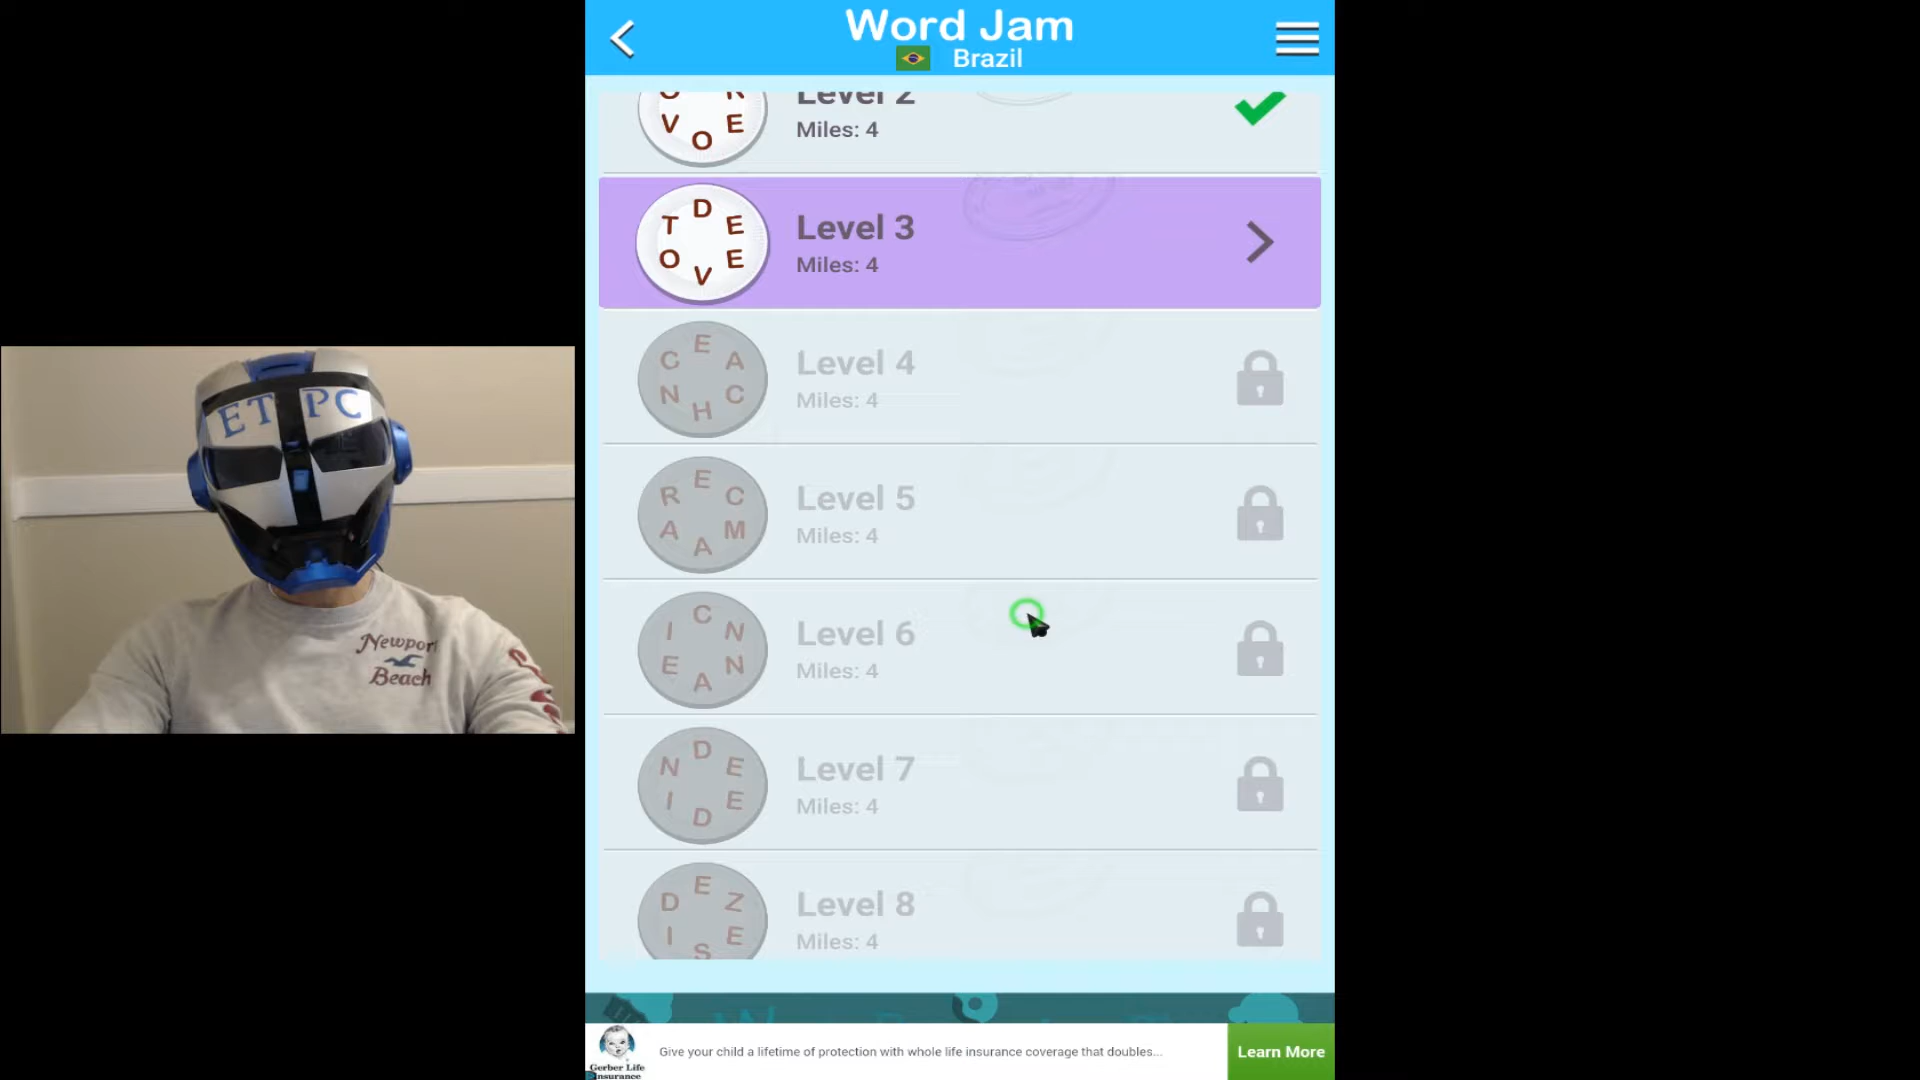 Word Jam
Brazil
Level 2
Miles: 4
V O E
Level 3
Miles: 4
D E E V O T
Level 4
Miles: 4
E A C H N C
Level 5
Miles: 4
E C M A A R
Level 6
Miles: 4
C N N A E I
Level 7
Miles: 4
D E E D I N
Level 8
Miles: 4
E Z E S I D
ET PC
Newport
Beach
Give your child a lifetime of protection with whole life insurance coverage that doubles...
Learn More
Gerber Life
Insurance